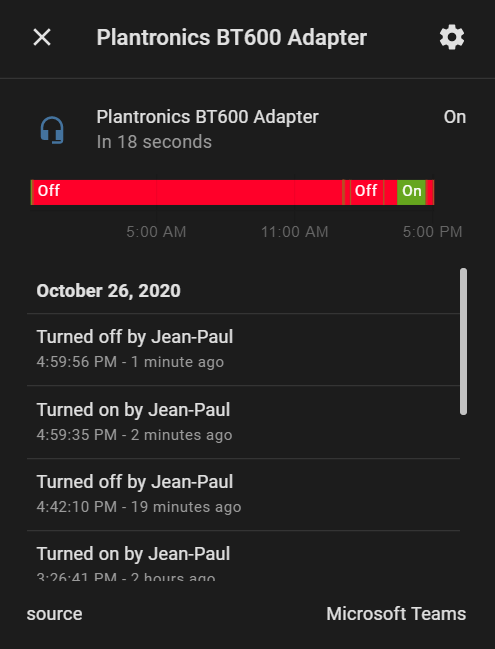 Plantronics BT600 Adapter
Plantronics BT600 Adapter On
In 18 seconds
Off Off On
5:00 AM 11:00 AM 5:00 PM
October 26, 2020
Turned off by Jean-Paul
4:59:56 PM - 1 minute ago
Turned on by Jean-Paul
4:59:35 PM - 2 minutes ago
Turned off by Jean-Paul
4:42:10 PM - 19 minutes ago
Turned on by Jean-Paul
3:26:41 PM - 2 hours ago
source Microsoft Teams